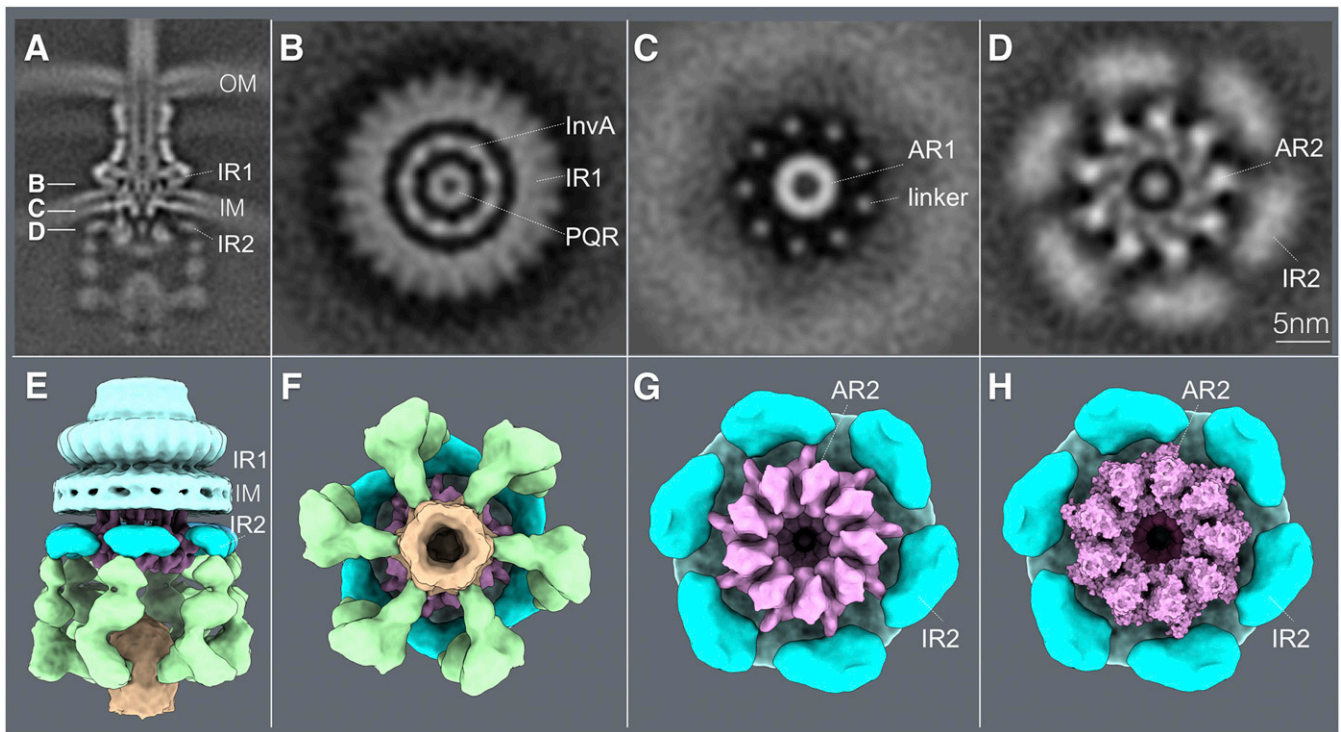 A
OM
IR1
B
C
IM
D
IR2
B
InvA
IR1
PQR
C
AR1
linker
D
AR2
IR2
5nm
E
IR1
IM
IR2
F
G
AR2
IR2
H
AR2
IR2